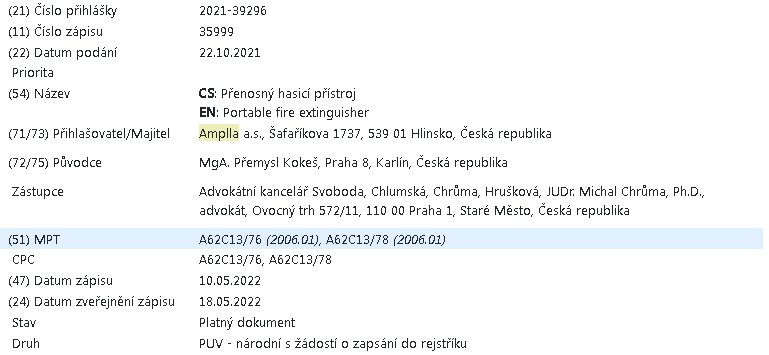 (21) Číslo přihlášky 2021-39296
(11) Číslo zápisu 35999
(22) Datum podání 22.10.2021
Priorita
(54) Název CS: Přenosný hasicí přístroj
EN: Portable fire extinguisher
(71/73) Přihlašovatel/Majitel Amplla a.s., Šafaříkova 1737, 539 01 Hlinsko, Česká republika
(72/75) Původce MgA. Přemysl Kokeš, Praha 8, Karlín, Česká republika
Zástupce Advokátní kancelář Svoboda, Chlumská, Chrůma, Hrušková, JUDr. Michal Chrůma, Ph.D.,
advokát, Ovocný trh 572/11, 110 00 Praha 1, Staré Město, Česká republika
(51) MPT A62C13/76 (2006.01), A62C13/78 (2006.01)
CPC A62C13/76, A62C13/78
(47) Datum zápisu 10.05.2022
(24) Datum zveřejnění zápisu 18.05.2022
Stav Platný dokument
Druh PUV - národní s žádostí o zapsání do rejstříku